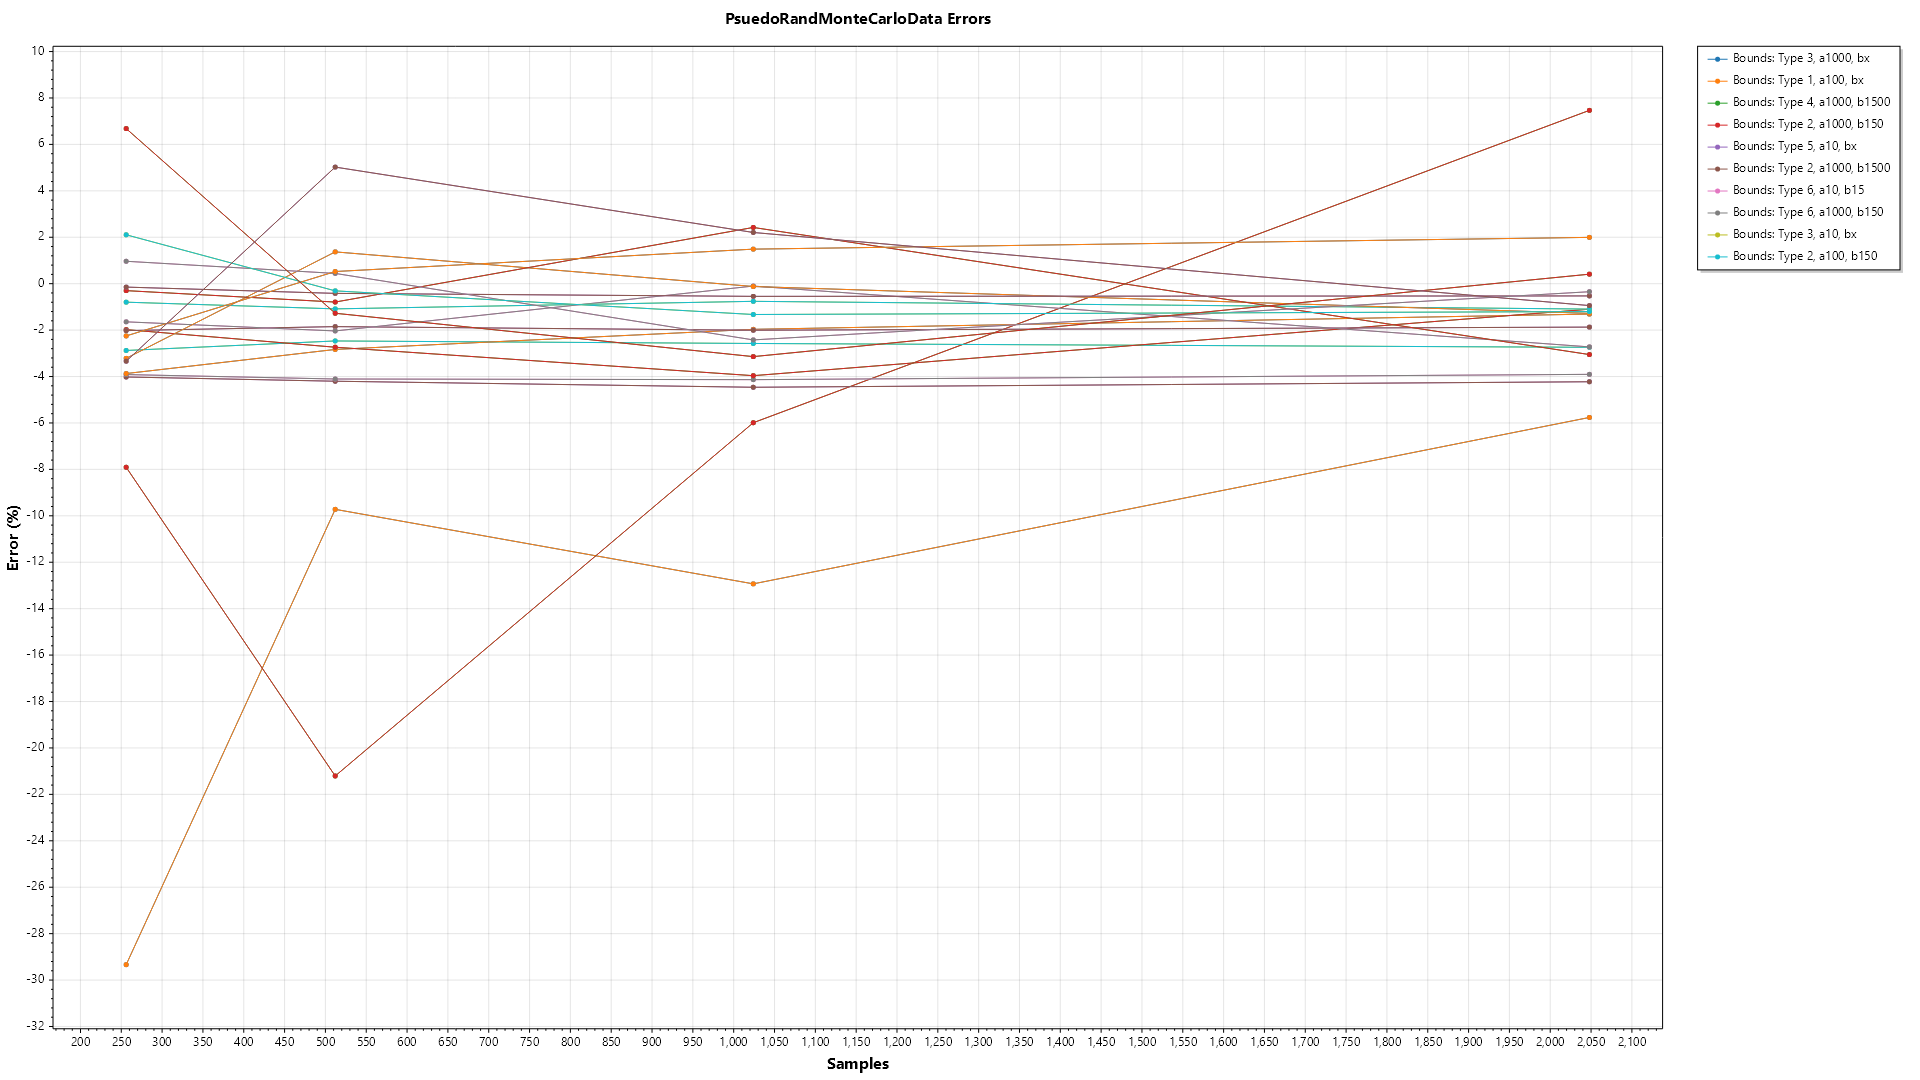 PsuedoRandMonteCarloData Errors
10
8
6
4
2
0
-2
-4
-6
-8
-10
-12
-14
-16
-18
-20
-22
-24
-26
-28
-30
-32
Error (%)
200 250 300 350 400 450 500 550 600 650 700 750 800 850 900 950 1,000 1,050 1,100 1,150 1,200 1,250 1,300 1,350 1,400 1,450 1,500 1,550 1,600 1,650 1,700 1,750 1,800 1,850 1,900 1,950 2,000 2,050 2,100
Samples
Bounds: Type 3, a1000, bx
Bounds: Type 1, a100, bx
Bounds: Type 4, a1000, b1500
Bounds: Type 2, a1000, b150
Bounds: Type 5, a10, bx
Bounds: Type 2, a1000, b1500
Bounds: Type 6, a10, b15
Bounds: Type 6, a1000, b150
Bounds: Type 3, a10, bx
Bounds: Type 2, a100, b150